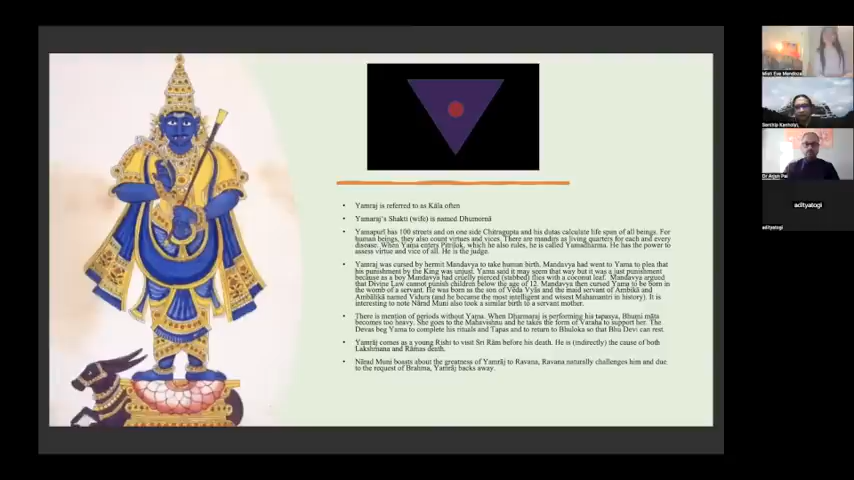 Yamraj is referred to as Kāla often
Yamaraj's Shakti (wife) is named Dhumornā
Yamapurī has 100 streets and on one side Chitragupta and his dutas calculate life span of all beings. For
human beings, they also count virtues and vices. There are mandirs as living quarters for each and every
disease. When Yama enters Pitrlok, which he also rules, he is called Yamadharma. He has the power to
assess virtue and vice of all. He is the judge.
Yamraj was cursed by hermit Mandavya to take human birth. Mandavya had went to Yama to plea that
his punishment by the King was unjust. Yama said it may seem that way but it was a just punishment
because as a boy Mandavya had cruelly pierced (stabbed) flies with a coconut leaf. Mandavya argued
that Divine Law cannot punish children below the age of 12. Mandavya then cursed Yama to be born in
the womb of a servant. He was born as the son of Veda Vyās and the maid servant of Ambikā and
Ambālikā named Vidura (and he became the most intelligent and wisest Mahamantri in history). It is
interesting to note Nārad Muni also took a similar birth to a servant mother.
There is mention of periods without Yama. When Dharmaraj is performing his tapasya, Bhumi māta
becomes too heavy. She goes to the Mahavishnu and he takes the form of Varaha to support her. The
Devas beg Yama to complete his rituals and Tapas and to return to Bhuloka so that Bhu Devi can rest.
Yamrāj comes as a young Rishi to visit Sri Rām before his death. He is (indirectly) the cause of both
Lakshmana and Rāmas death.
Nārad Muni boasts about the greatness of Yamrāj to Ravana, Ravana naturally challenges him and due
to the request of Brahma, Yamrāj backs away.
Dr Arjun Pai
adityatogi
adityatogi